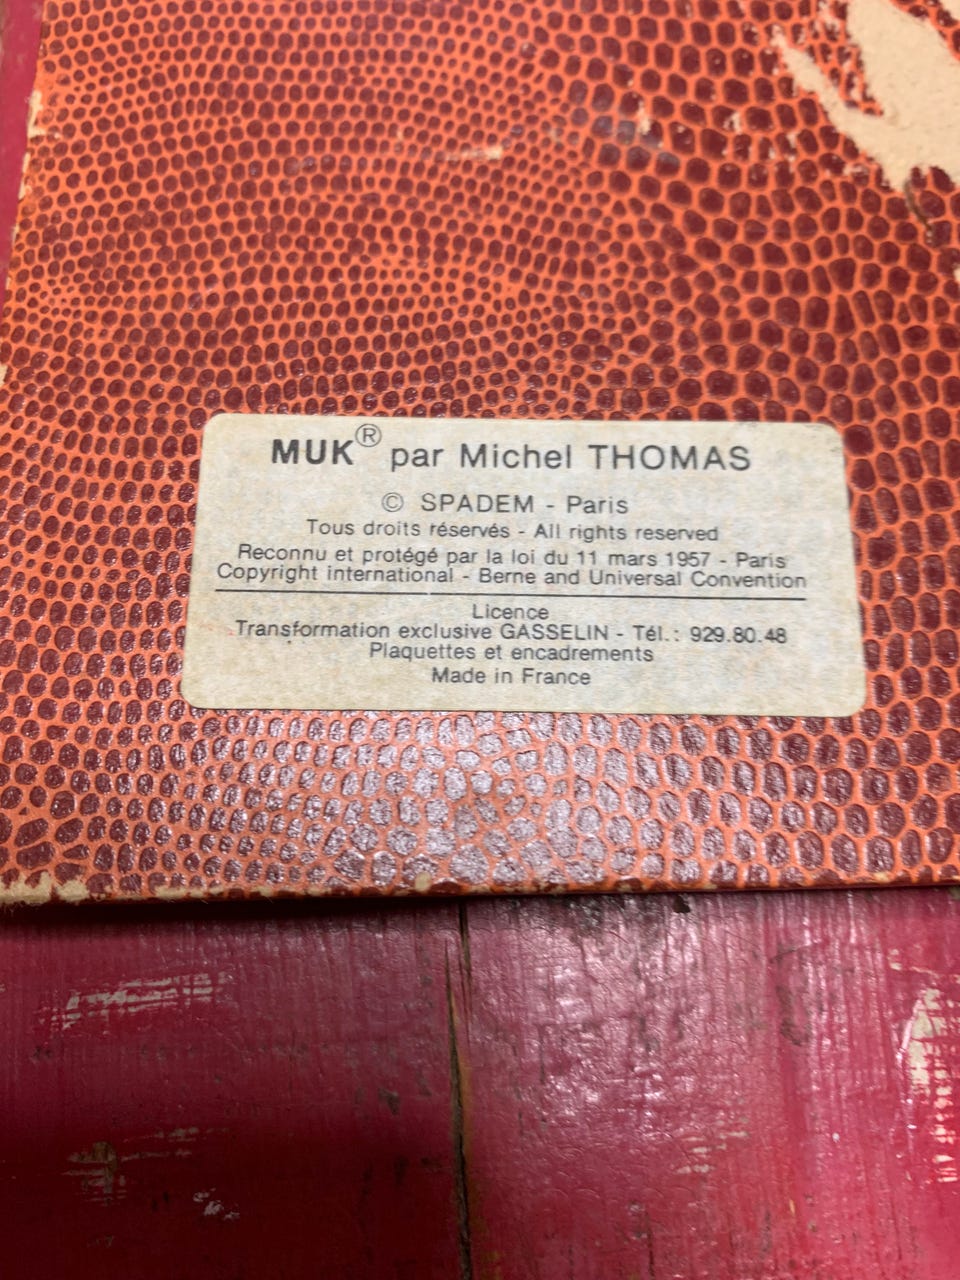 MUK® par Michel THOMAS
© SPADEM - Paris
Tous droits réservés - All rights reserved
Reconnu et protégé par la loi du 11 mars 1957 - Paris
Copyright international - Berne and Universal Convention
Licence
Transformation exclusive GASSELIN - Tél.: 929.80.48
Plaquettes et encadrements
Made in France